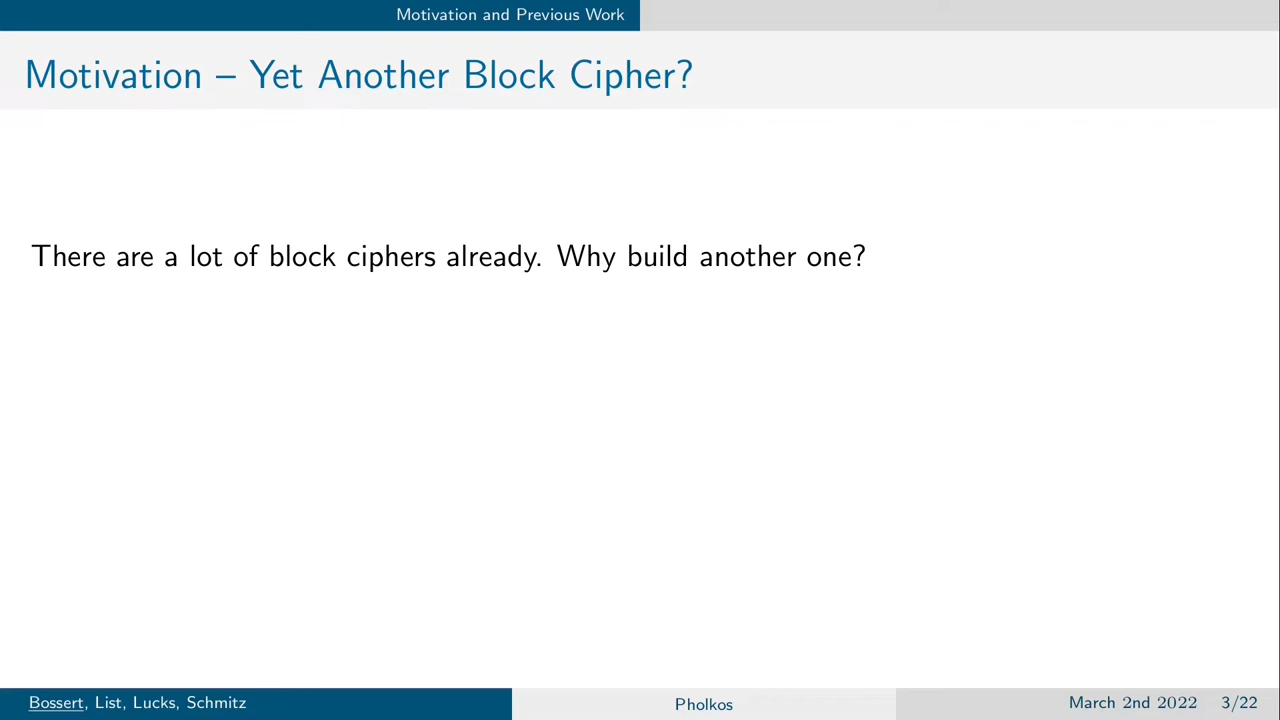 Motivation and Previous Work
Motivation – Yet Another Block Cipher?
There are a lot of block ciphers already. Why build another one?
Bossert, List, Lucks, Schmitz
Pholkos
March 2nd 2022 3/22